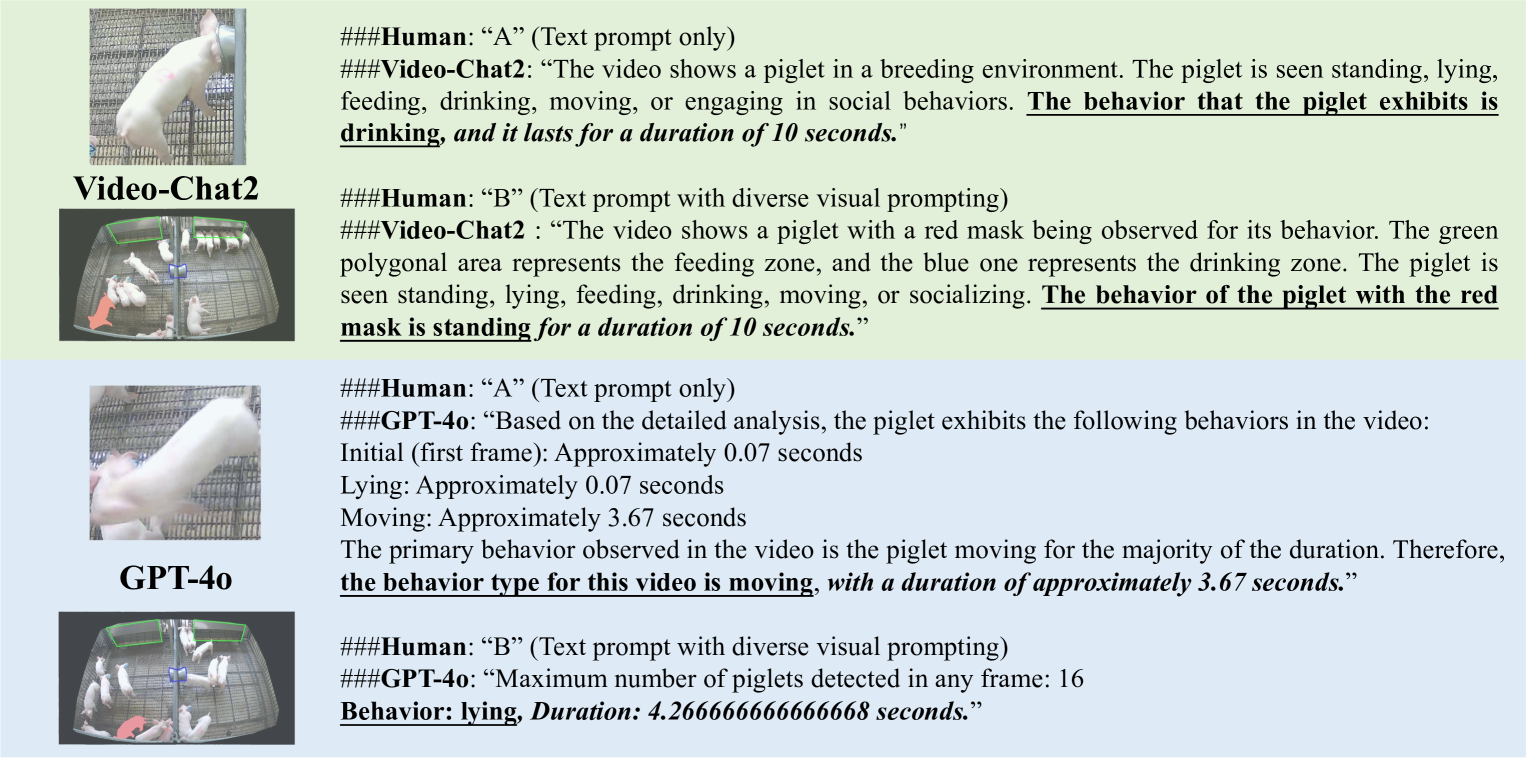 ###Human: “A” (Text prompt only)
###Video-Chat2: “The video shows a piglet in a breeding environment. The piglet is seen standing, lying,
feeding, drinking, moving, or engaging in social behaviors. The behavior that the piglet exhibits is
drinking, and it lasts for a duration of 10 seconds.”
Video-Chat2
###Human: “B” (Text prompt with diverse visual prompting)
###Video-Chat2 : “The video shows a piglet with a red mask being observed for its behavior. The green
polygonal area represents the feeding zone, and the blue one represents the drinking zone. The piglet is
seen standing, lying, feeding, drinking, moving, or socializing. The behavior of the piglet with the red
mask is standing for a duration of 10 seconds.”
###Human: “A” (Text prompt only)
###GPT-4o: “Based on the detailed analysis, the piglet exhibits the following behaviors in the video:
Initial (first frame): Approximately 0.07 seconds
Lying: Approximately 0.07 seconds
Moving: Approximately 3.67 seconds
The primary behavior observed in the video is the piglet moving for the majority of the duration. Therefore,
the behavior type for this video is moving, with a duration of approximately 3.67 seconds.”
GPT-4o
###Human: “B” (Text prompt with diverse visual prompting)
###GPT-4o: “Maximum number of piglets detected in any frame: 16
Behavior: lying, Duration: 4.266666666666668 seconds.”